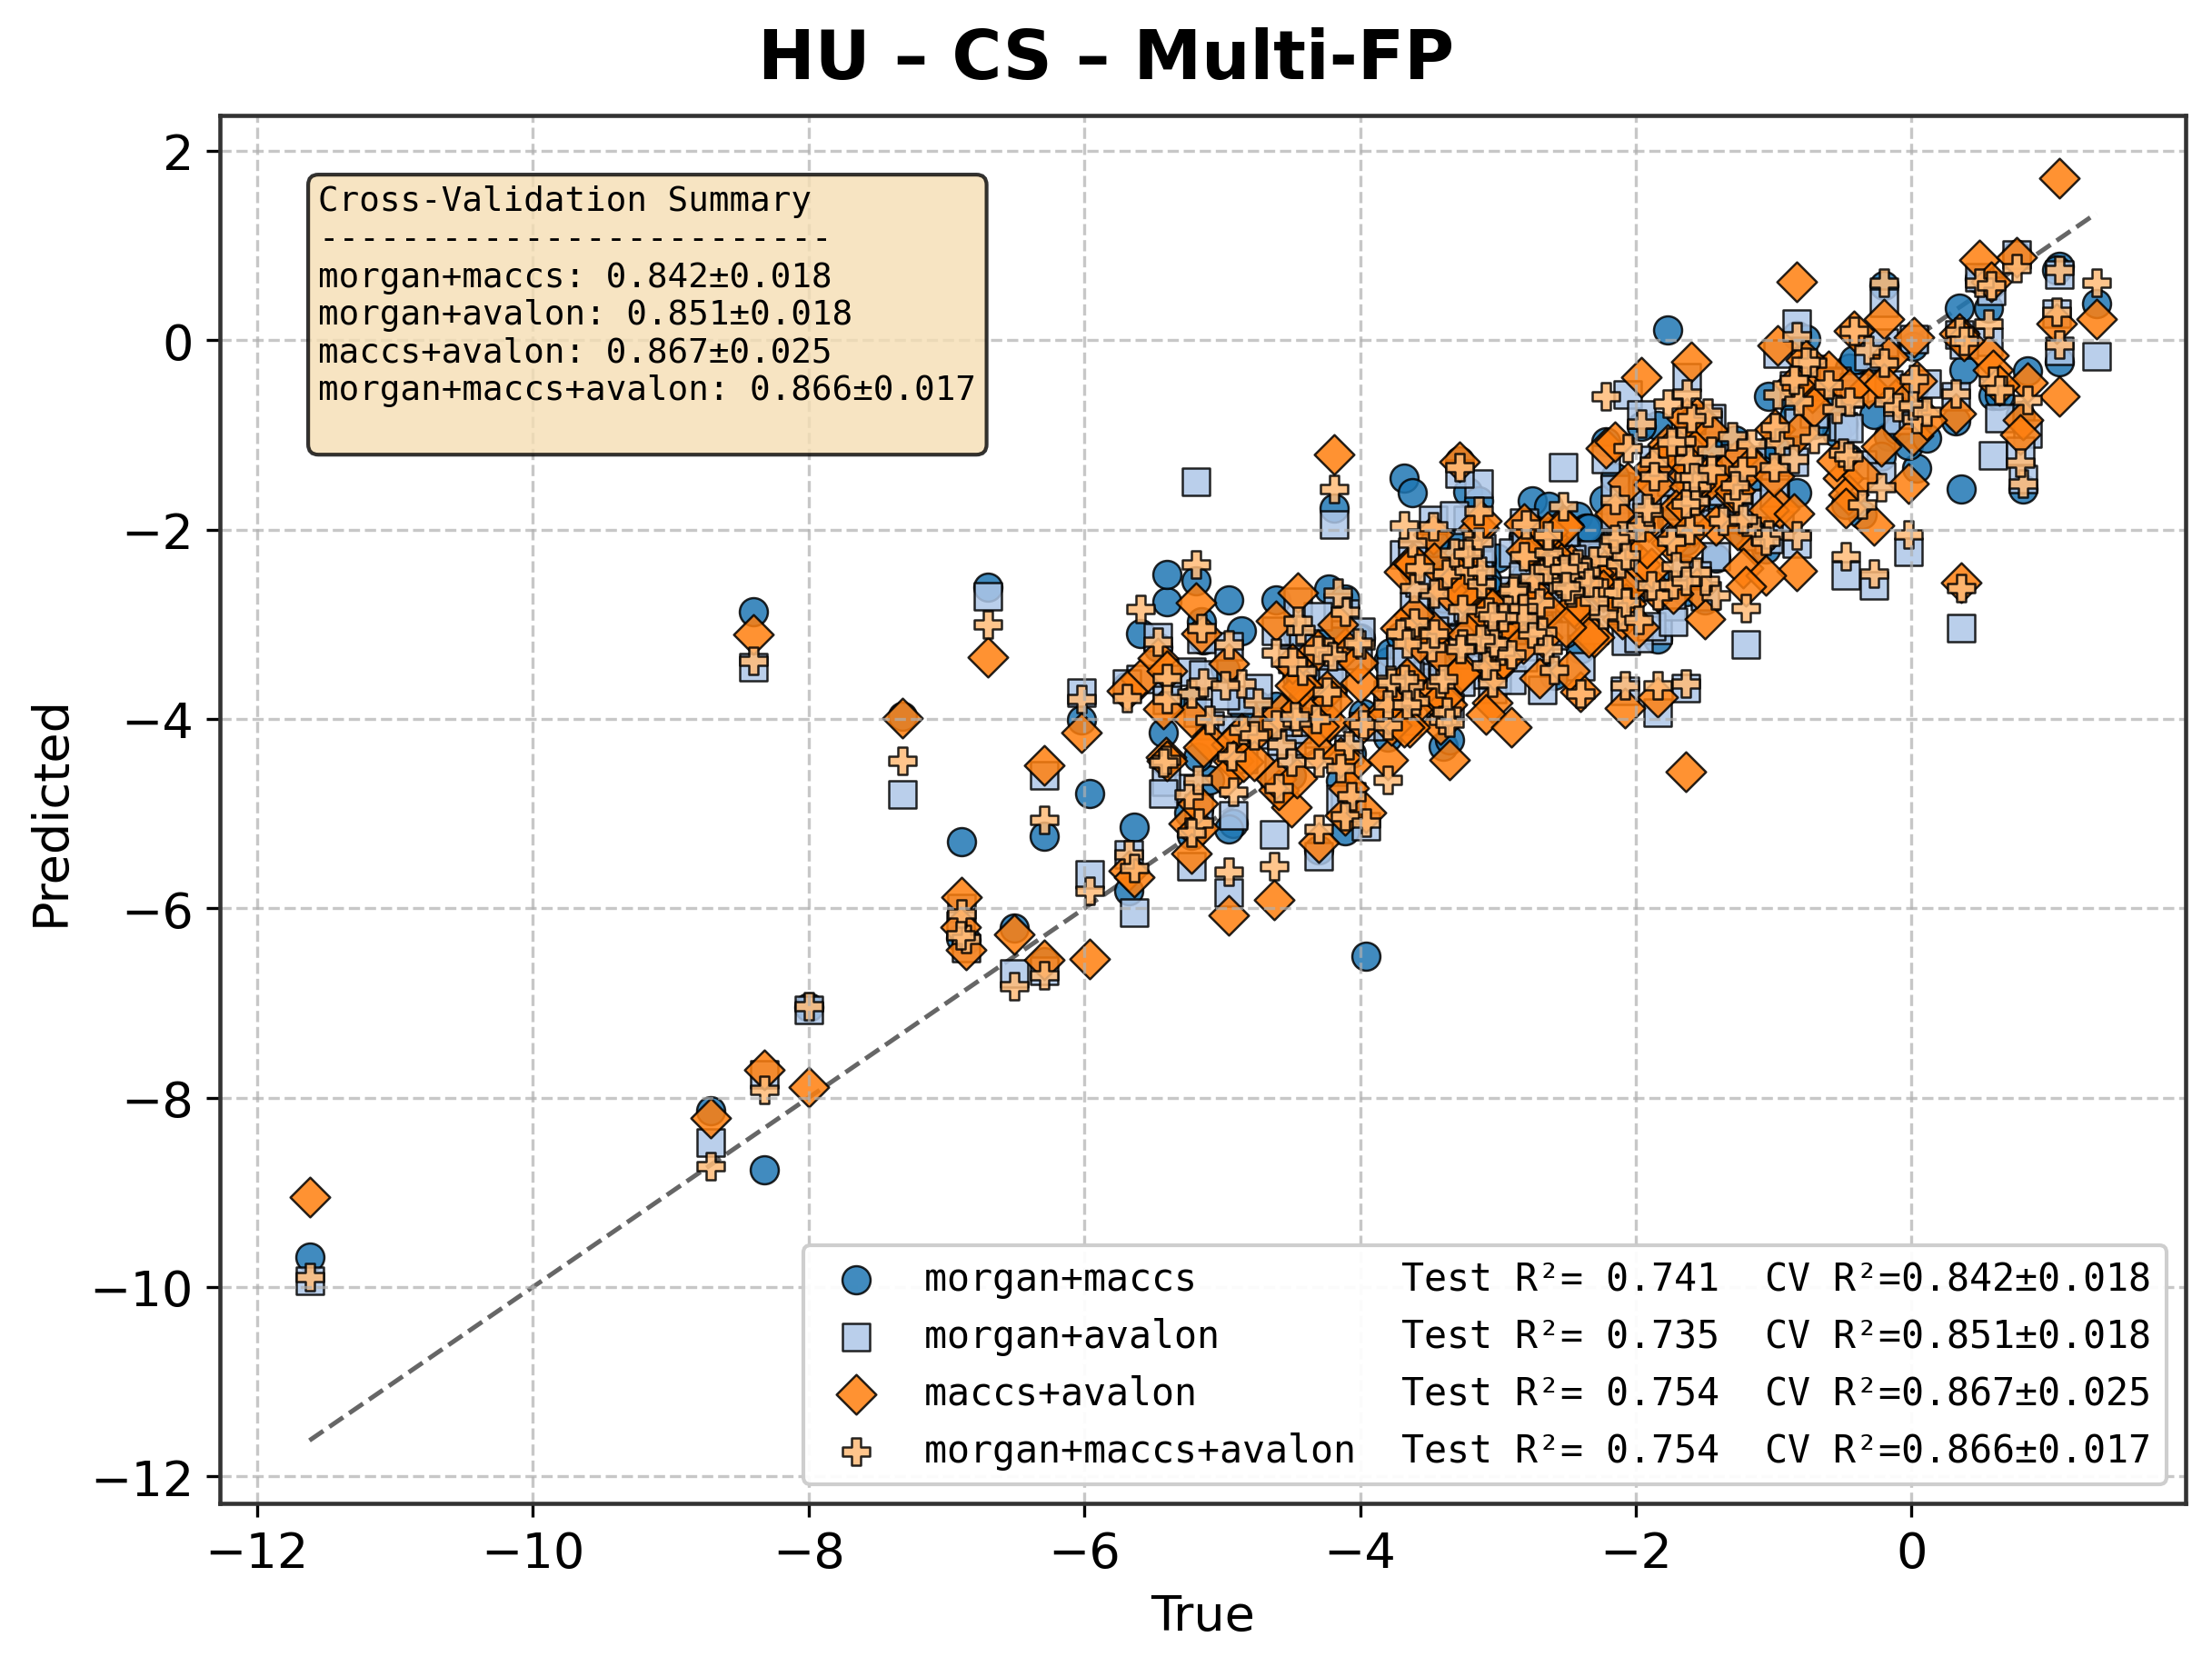 HU – CS – Multi-FP
Cross-Validation Summary
-------------------------
morgan+maccs: 0.842±0.018
morgan+avalon: 0.851±0.018
maccs+avalon: 0.867±0.025
morgan+maccs+avalon: 0.866±0.017
2
0
−2
−4
−6
−8
−10
−12
Predicted
morgan+maccs Test R²= 0.741 CV R²=0.842±0.018
morgan+avalon Test R²= 0.735 CV R²=0.851±0.018
maccs+avalon Test R²= 0.754 CV R²=0.867±0.025
morgan+maccs+avalon Test R²= 0.754 CV R²=0.866±0.017
−12 −10 −8 −6 −4 −2 0
True